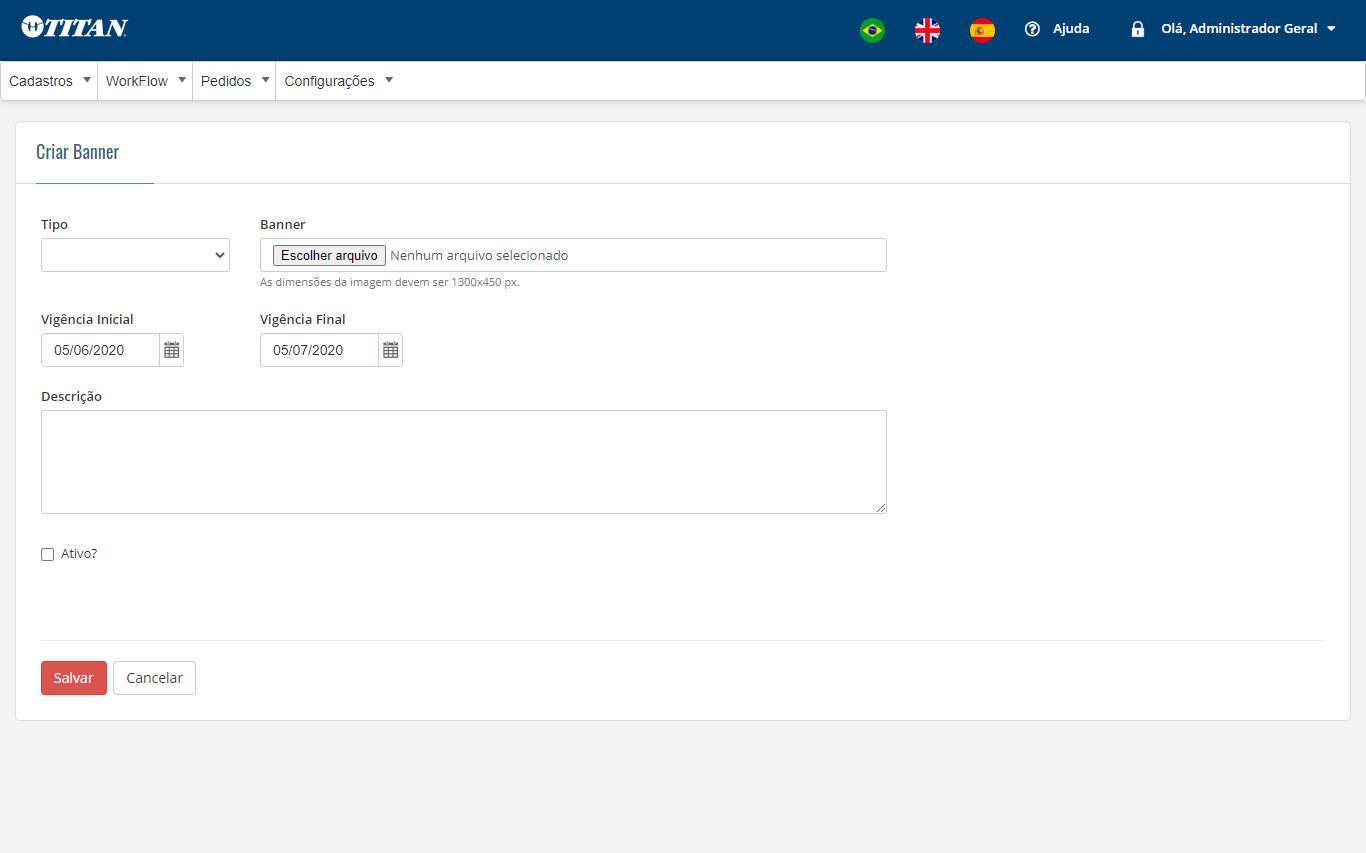 TITAN
Ajuda
Olá, Administrador Geral
Cadastros
WorkFlow
Pedidos
Configurações
Criar Banner
Tipo
Banner
Escolher arquivo Nenhum arquivo selecionado
As dimensões da imagem devem ser 1300x450 px.
Vigência Inicial
Vigência Final
05/06/2020
05/07/2020
Descrição
Ativo?
Salvar
Cancelar